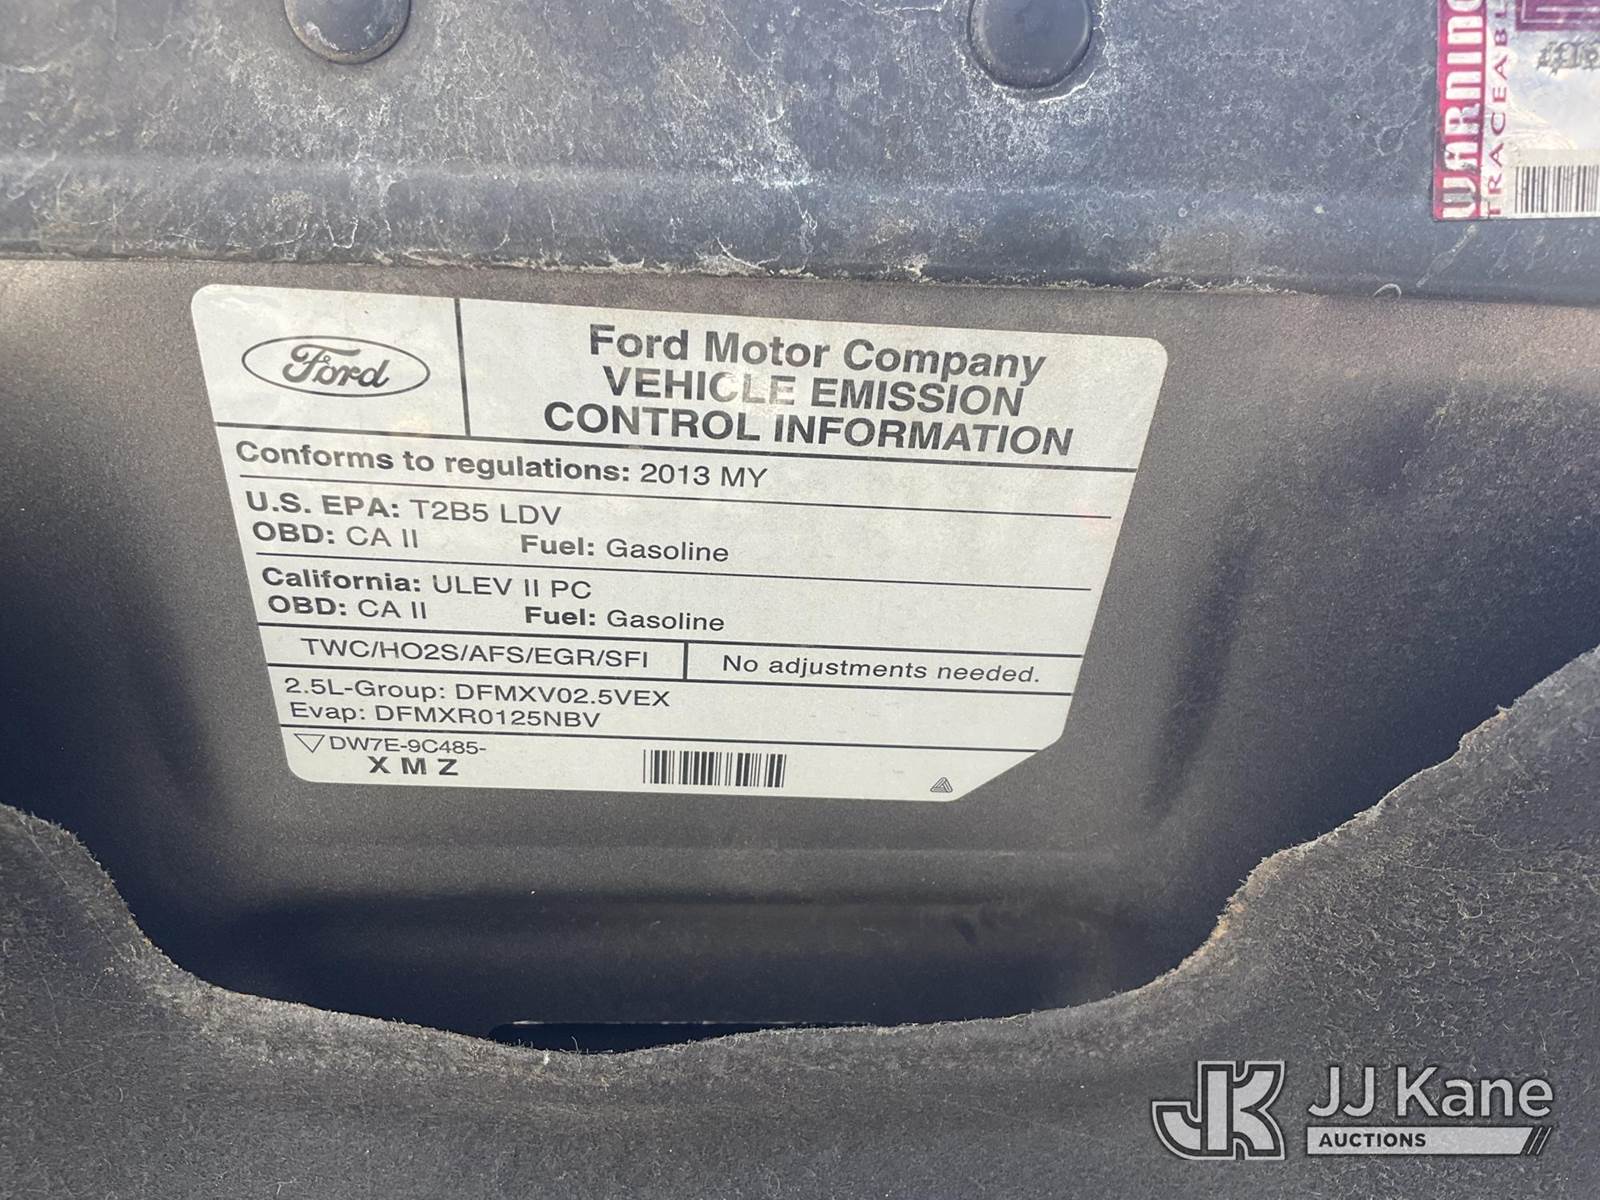 WARNING
TRACEABL
Ford
Ford Motor Company
VEHICLE EMISSION
CONTROL INFORMATION
Conforms to regulations: 2013 MY
U.S. EPA: T2B5 LDV
OBD: CA II Fuel: Gasoline
California: ULEV II PC
OBD: CA II Fuel: Gasoline
TWC/HO2S/AFS/EGR/SFI No adjustments needed.
2.5L-Group: DFMXV02.5VEX
Evap: DFMXR0125NBV
DW7E-9C485-
X M Z
JK JJ Kane
AUCTIONS